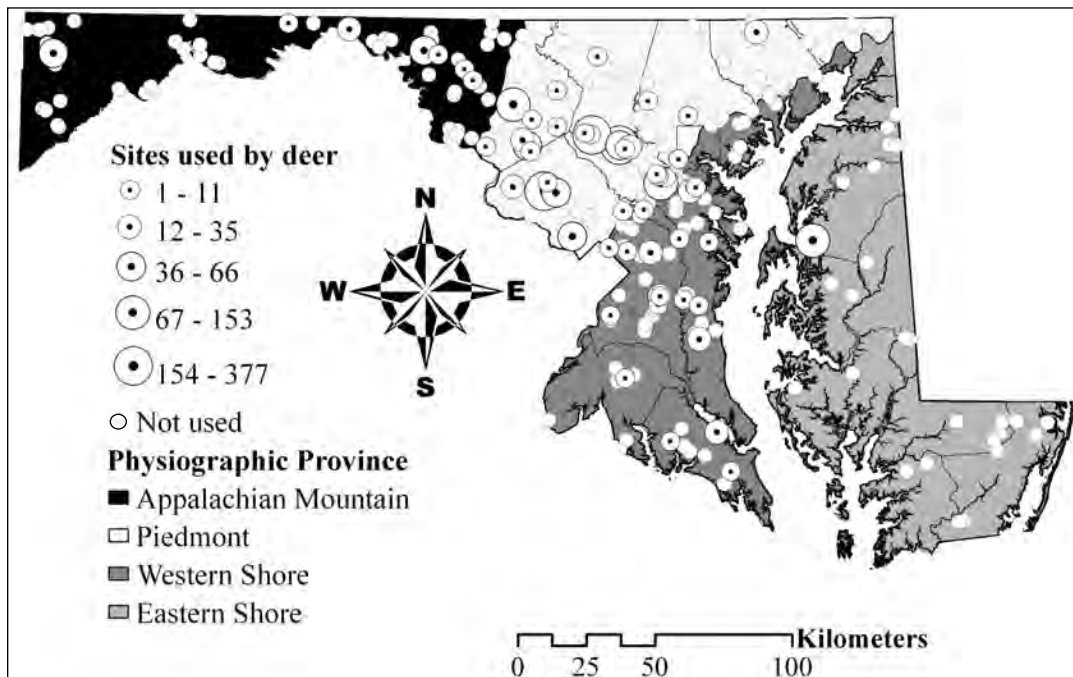 Sites used by deer
1 - 11
12 - 35
36 - 66
67 - 153
154 - 377
Not used
Physiographic Province
Appalachian Mountain
Piedmont
Western Shore
Eastern Shore
N
W
E
S
Kilometers
0 25 50 100